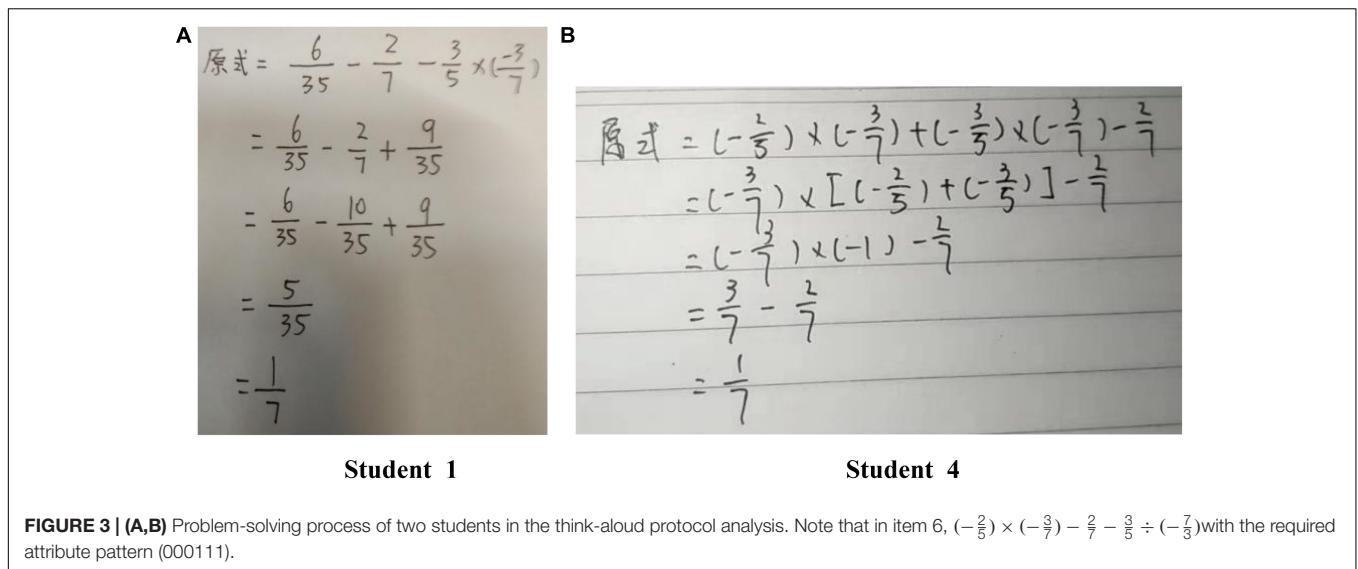 A
原式 = 6/35 - 2/7 - 3/5 × (-3/7)
= 6/35 - 2/7 + 9/35
= 6/35 - 10/35 + 9/35
= 5/35
= 1/7
Student 1
B
原式 = (-2/5) × (-3/7) + (-3/5) × (-3/7) - 2/7
= (-3/7) × [(-2/5) + (-3/5)] - 2/7
= (-3/7) × (-1) - 2/7
= 3/7 - 2/7
= 1/7
Student 4
FIGURE 3 | (A,B) Problem-solving process of two students in the think-aloud protocol analysis. Note that in item 6, (−2/5) × (−3/7) − 2/7 − 3/5 ÷ (−7/3)with the required
attribute pattern (000111).